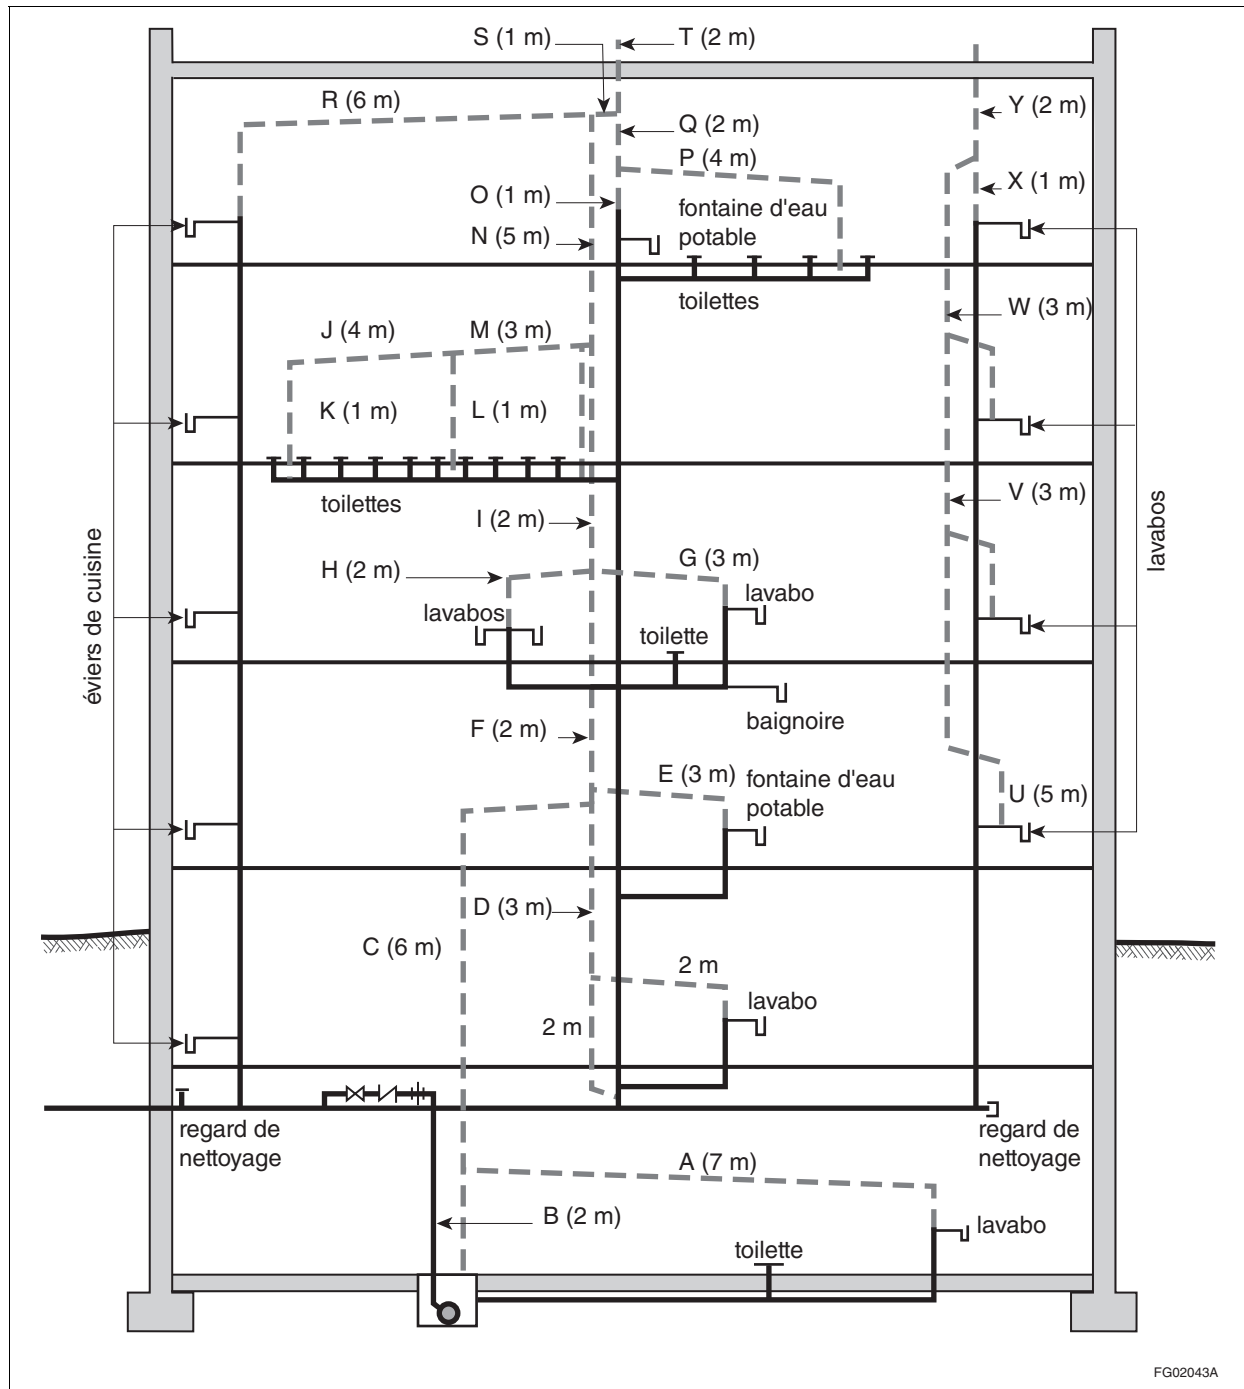 S (1 m)
T (2 m)
R (6 m)
Y (2 m)
Q (2 m)
P (4 m)
X (1 m)
O (1 m)
fontaine d'eau
potable
N (5 m)
toilettes
W (3 m)
J (4 m)
M (3 m)
K (1 m)
L (1 m)
toilettes
V (3 m)
I (2 m)
lavabos
éviers de cuisine
G (3 m)
H (2 m)
lavabo
lavabos
toilette
baignoire
F (2 m)
E (3 m)
fontaine d'eau
potable
U (5 m)
D (3 m)
C (6 m)
2 m
lavabo
2 m
regard de
nettoyage
regard de
nettoyage
A (7 m)
B (2 m)
lavabo
toilette
FG02043A